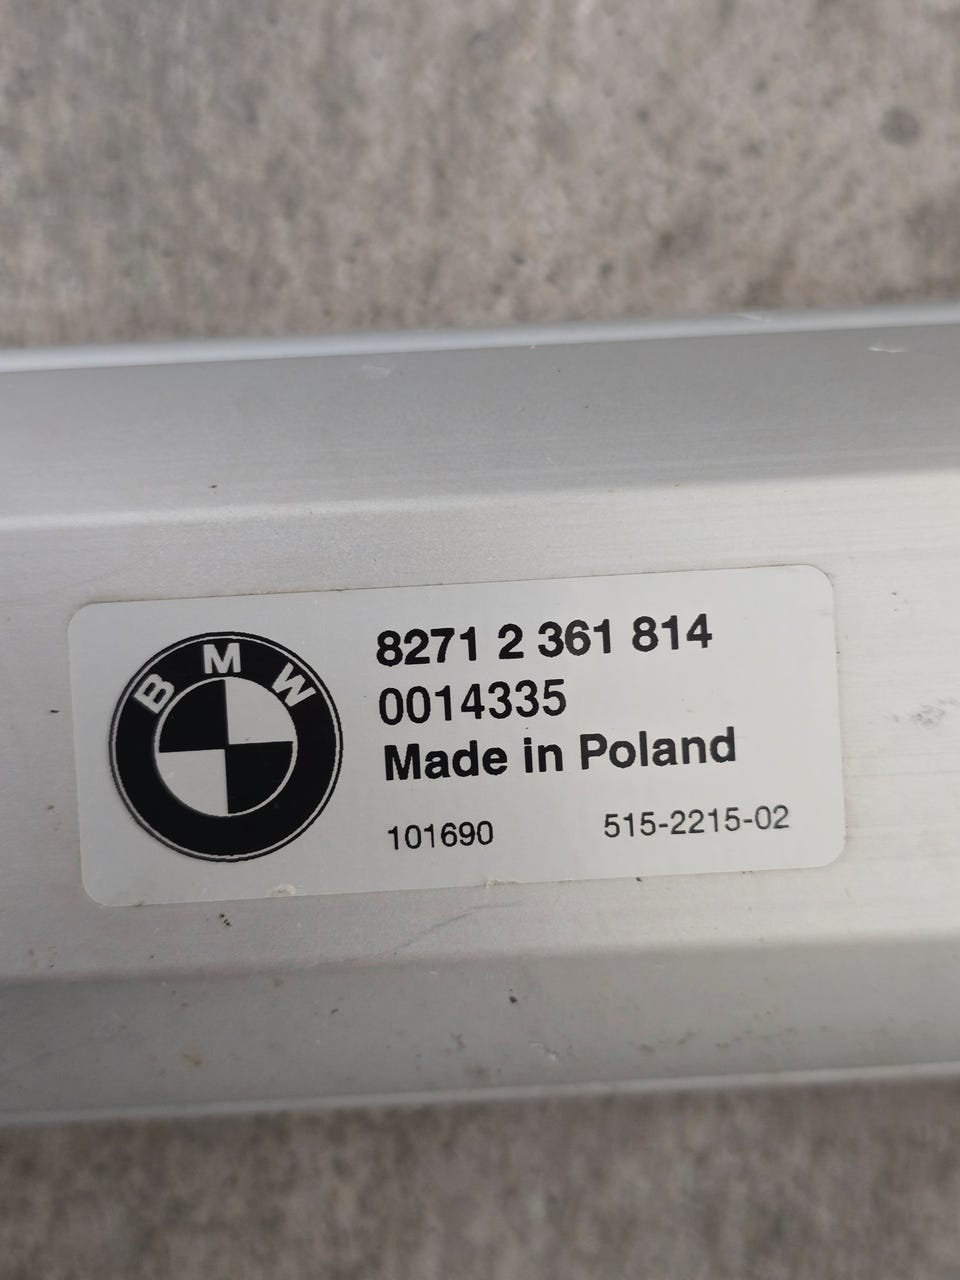 BMW
8271 2 361 814
0014335
Made in Poland
101690 515-2215-02